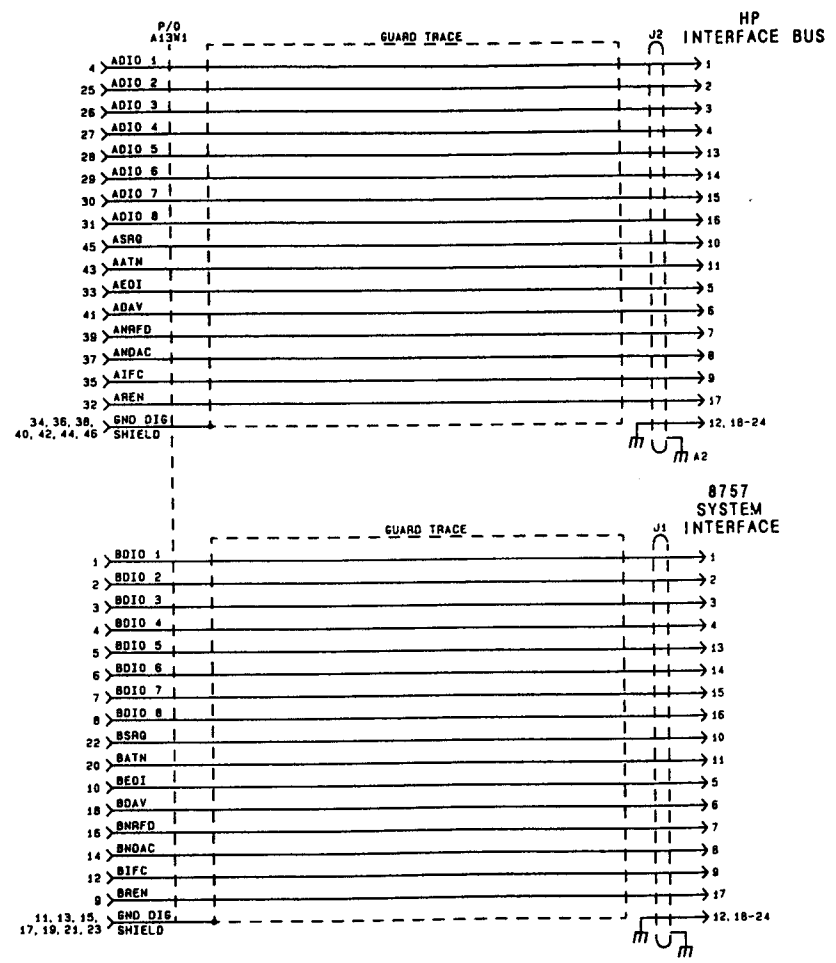 P/O
A13W1
GUARD TRACE
J2
HP
INTERFACE BUS
4 ADIO 1 1
25 ADIO 2 2
26 ADIO 3 3
27 ADIO 4 4
28 ADIO 5 13
29 ADIO 6 14
30 ADIO 7 15
31 ADIO 8 16
45 ASRQ 10
43 AATN 11
33 AEOI 5
41 ADAV 6
39 ANRFD 7
37 ANDAC 8
35 AIFC 9
32 AREN 17
34, 36, 38, GND DIG 12, 18-24
40, 42, 44, 46 SHIELD
A2
8757
SYSTEM
INTERFACE
GUARD TRACE
J1
1 BDIO 1 1
2 BDIO 2 2
3 BDIO 3 3
4 BDIO 4 4
5 BDIO 5 13
6 BDIO 6 14
7 BDIO 7 15
8 BDIO 8 16
22 BSRQ 10
20 BATN 11
10 BEOI 5
18 BDAV 6
16 BNRFD 7
14 BNDAC 8
12 BIFC 9
9 BREN 17
11, 13, 15, GND DIG 12, 18-24
17, 19, 21, 23 SHIELD